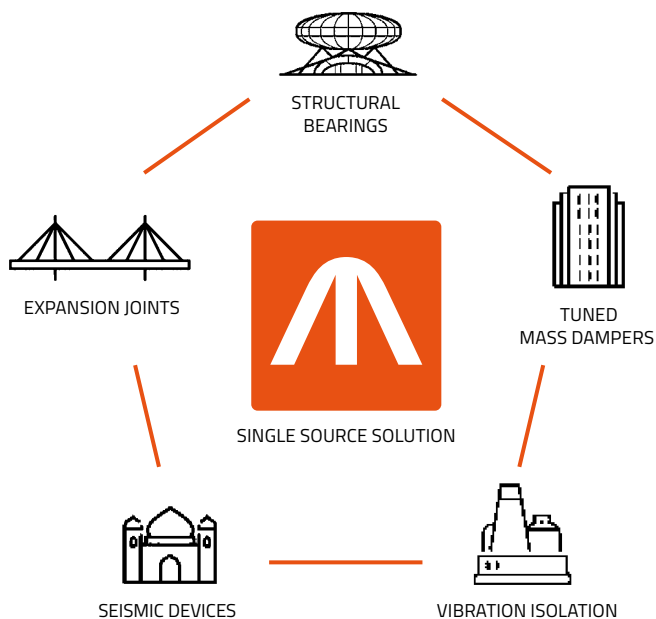 STRUCTURAL
BEARINGS
EXPANSION JOINTS
TUNED
MASS DAMPERS
SINGLE SOURCE SOLUTION
SEISMIC DEVICES
VIBRATION ISOLATION